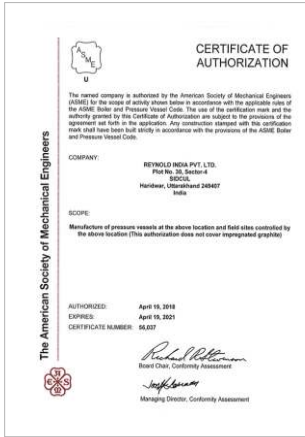 CERTIFICATE OF
AUTHORIZATION
ASME
U
The named company is authorized by the American Society of Mechanical Engineers
(ASME) for the scope of activity shown below in accordance with the applicable rules of
the ASME Boiler and Pressure Vessel Code. The use of the certification mark and the
authority granted by this Certificate of Authorization are subject to the provisions of the
agreement set forth in the application. Any construction stamped with this certification
mark shall have been built strictly in accordance with the provisions of the ASME Boiler
and Pressure Vessel Code.
COMPANY:
REYNOLD INDIA PVT. LTD.
Plot No. 30, Sector-4
SIDCUL
Haridwar, Uttarakhand 249407
India
SCOPE:
Manufacture of pressure vessels at the above location and field sites controlled by
the above location (This authorization does not cover impregnated graphite)
AUTHORIZED: April 19, 2018
EXPIRES: April 19, 2021
CERTIFICATE NUMBER: 56,037
Board Chair, Conformity Assessment
Managing Director, Conformity Assessment
The American Society of Mechanical Engineers